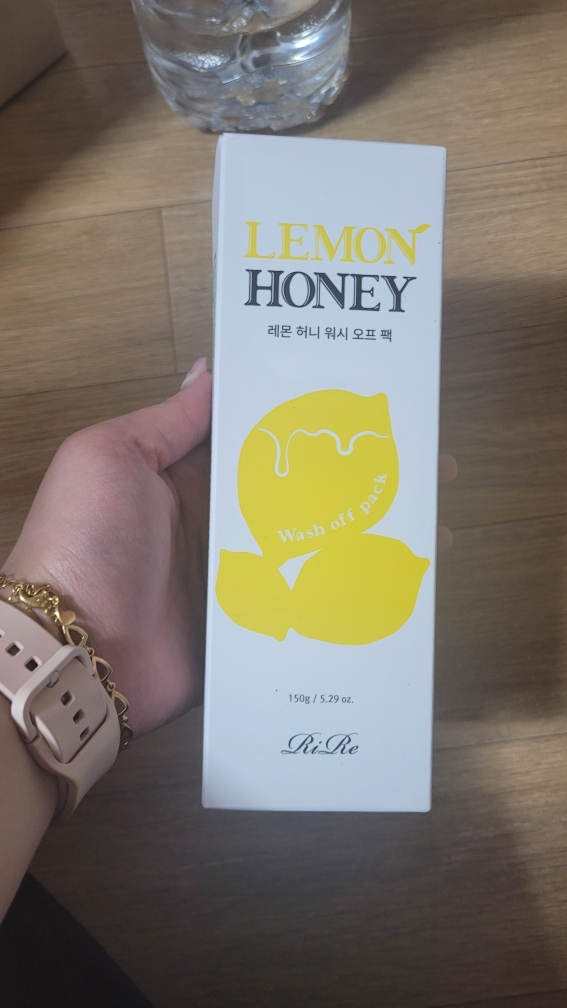 LEMON
HONEY
레몬 허니 워시 오프 팩
Wash off pack
150g / 5.29 oz.
RiRe